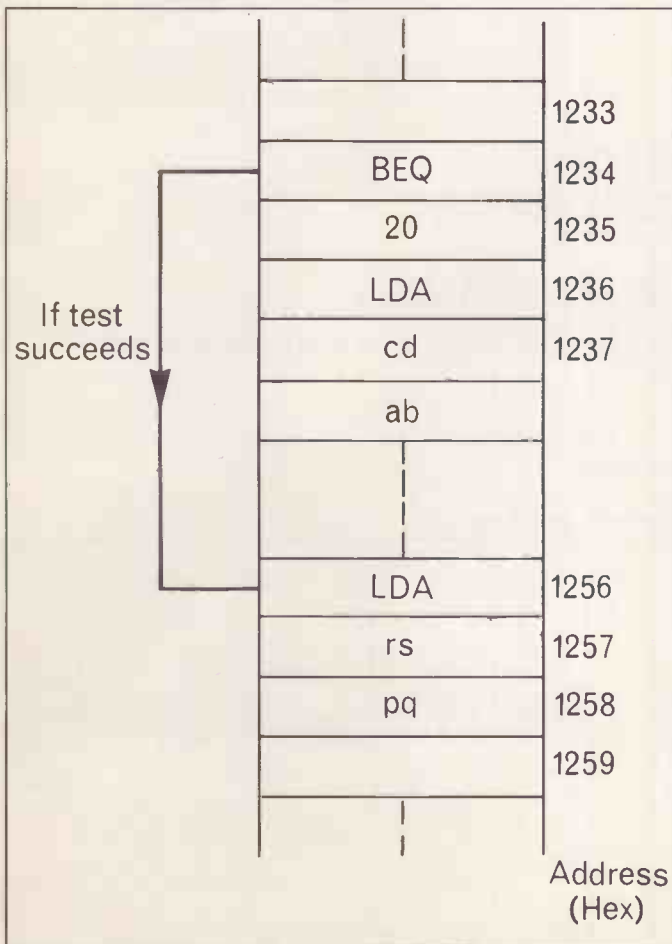 1233
BEQ 1234
20 1235
LDA 1236
If test
succeeds
cd 1237
ab
LDA 1256
rs 1257
pq 1258
1259
Address
(Hex)